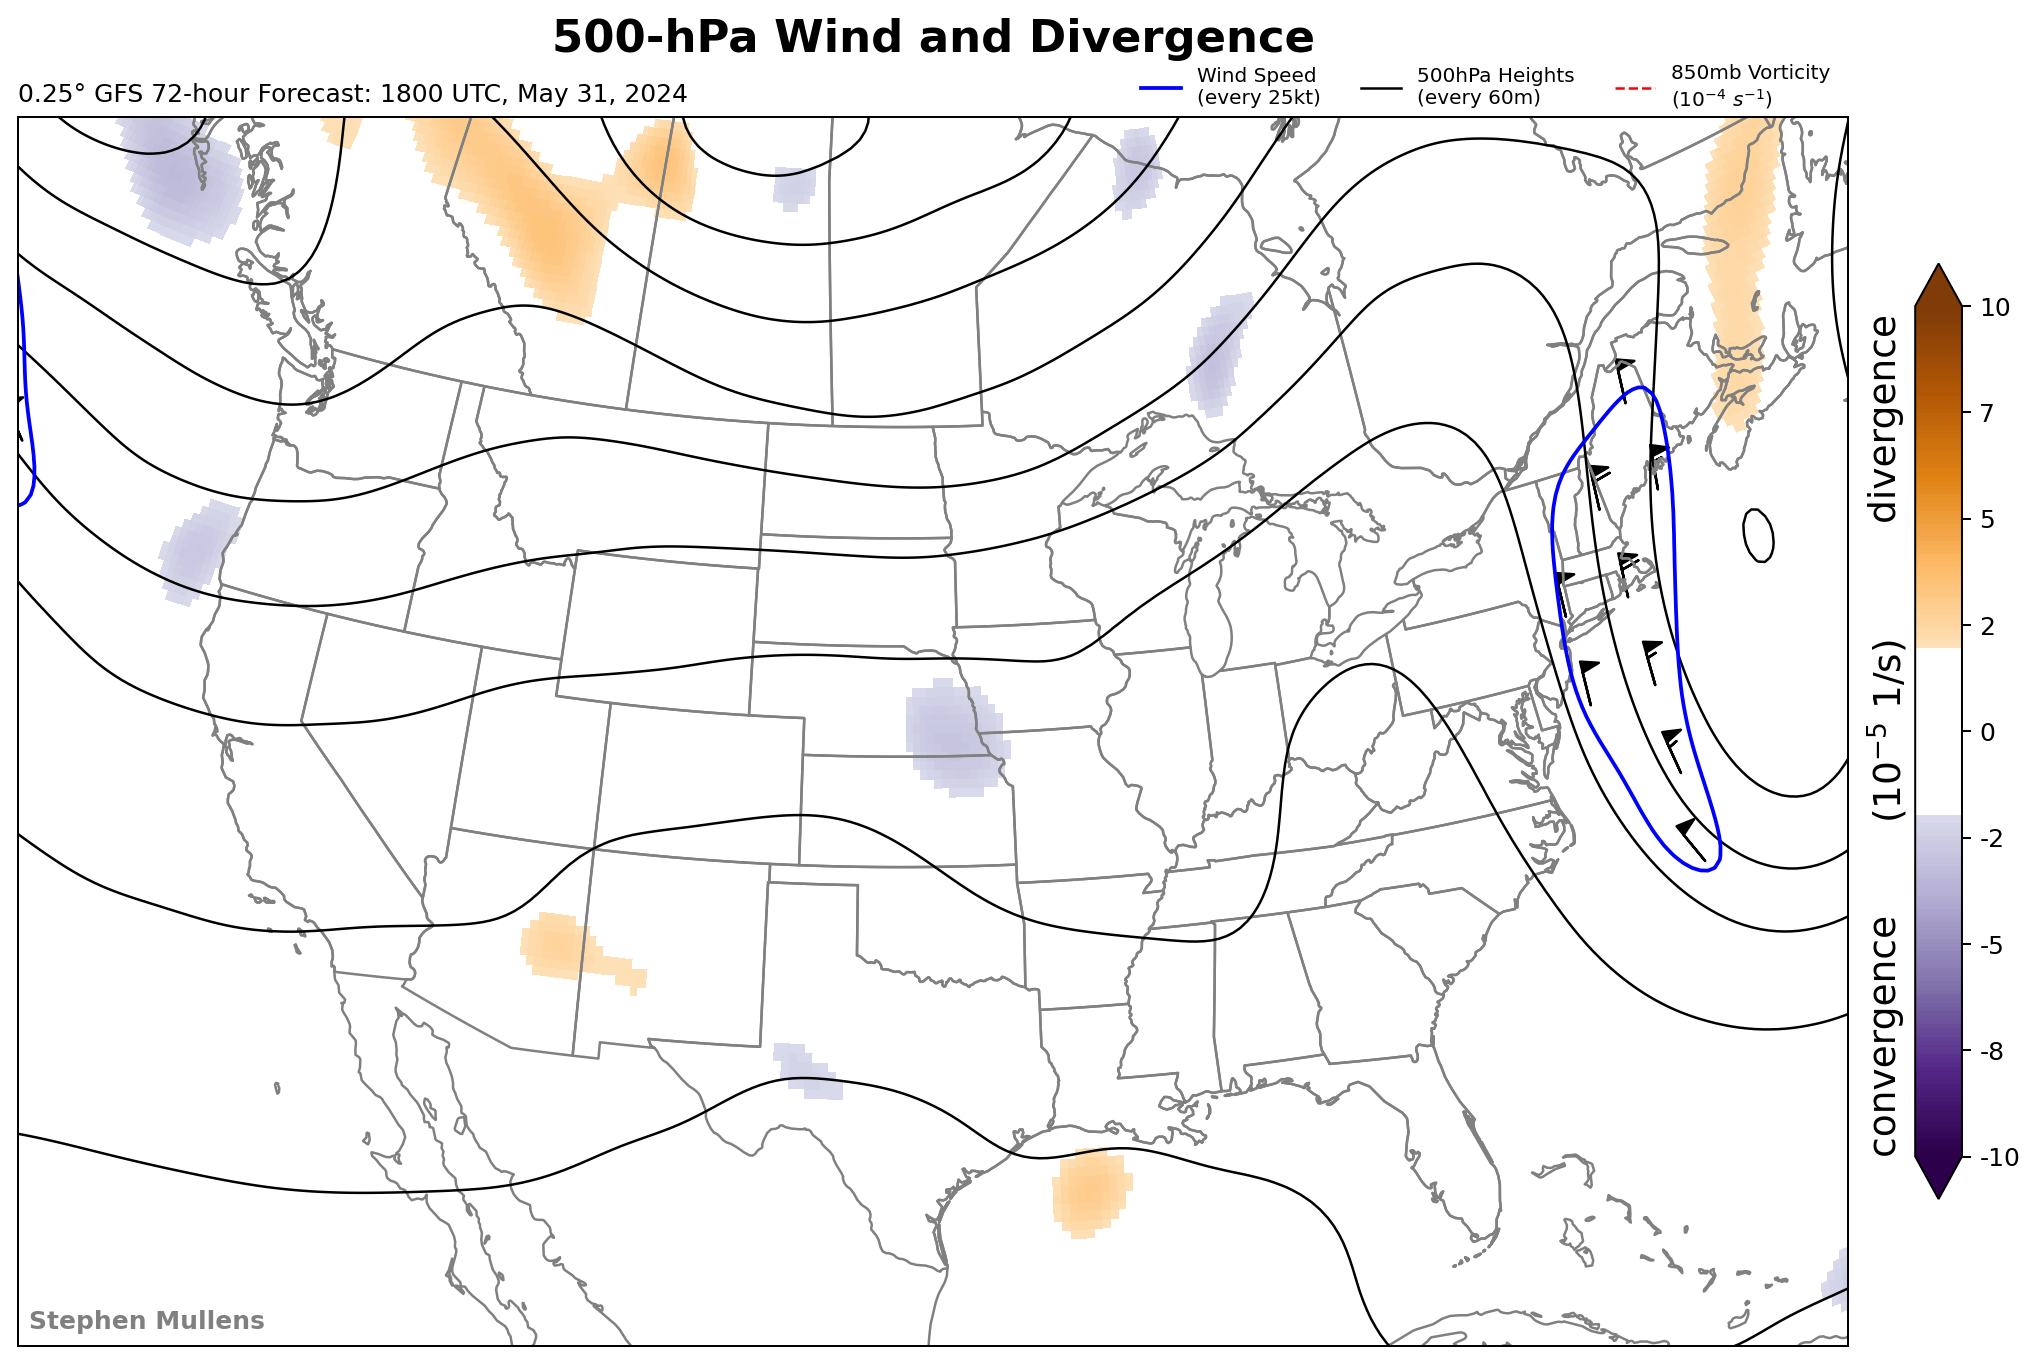 500-hPa Wind and Divergence
0.25° GFS 72-hour Forecast: 1800 UTC, May 31, 2024
Wind Speed
(every 25kt)
500hPa Heights
(every 60m)
850mb Vorticity
(10⁻⁴ s⁻¹)
10
7
5
2
0
-2
-5
-8
-10
convergence (10⁻⁵ 1/s) divergence
Stephen Mullens